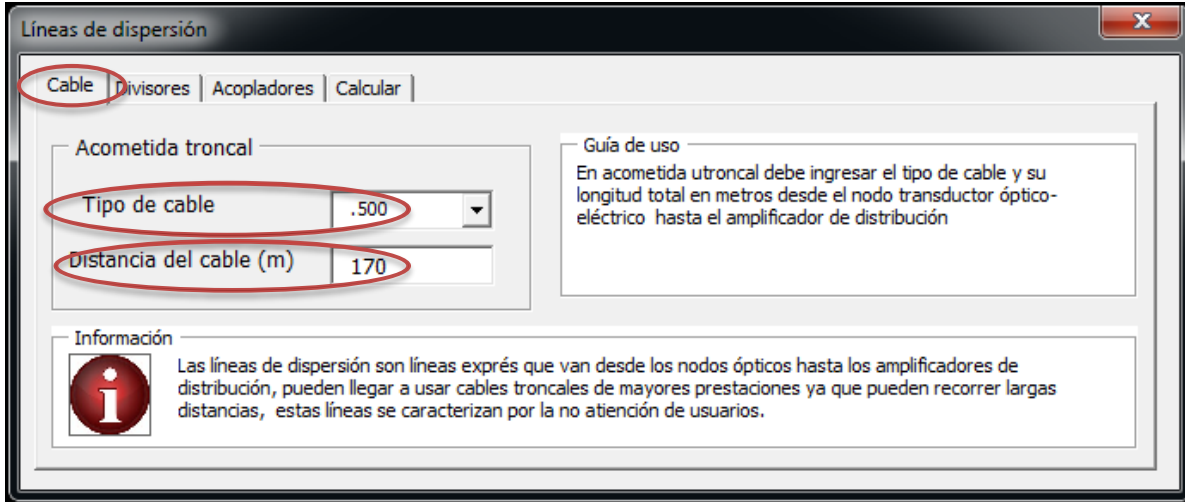 Líneas de dispersión
Cable Divisores Acopladores Calcular
Acometida troncal
Tipo de cable .500
Distancia del cable (m) 170
Guía de uso
En acometida utroncal debe ingresar el tipo de cable y su
longitud total en metros desde el nodo transductor óptico-
eléctrico hasta el amplificador de distribución
Información
Las líneas de dispersión son líneas exprés que van desde los nodos ópticos hasta los amplificadores de
distribución, pueden llegar a usar cables troncales de mayores prestaciones ya que pueden recorrer largas
distancias, estas líneas se caracterizan por la no atiención de usuarios.